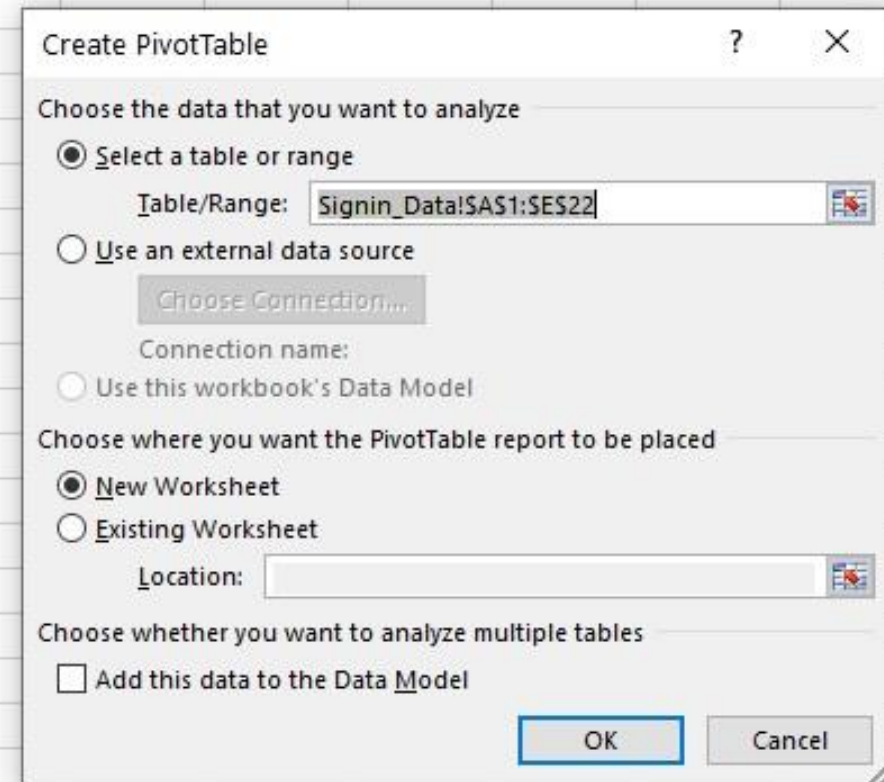 Create PivotTable ?
Choose the data that you want to analyze
Select a table or range
Table/Range: Signin_Data!$A$1:$E$22
Use an external data source
Choose Connection...
Connection name:
Use this workbook's Data Model
Choose where you want the PivotTable report to be placed
New Worksheet
Existing Worksheet
Location:
Choose whether you want to analyze multiple tables
Add this data to the Data Model
OK Cancel